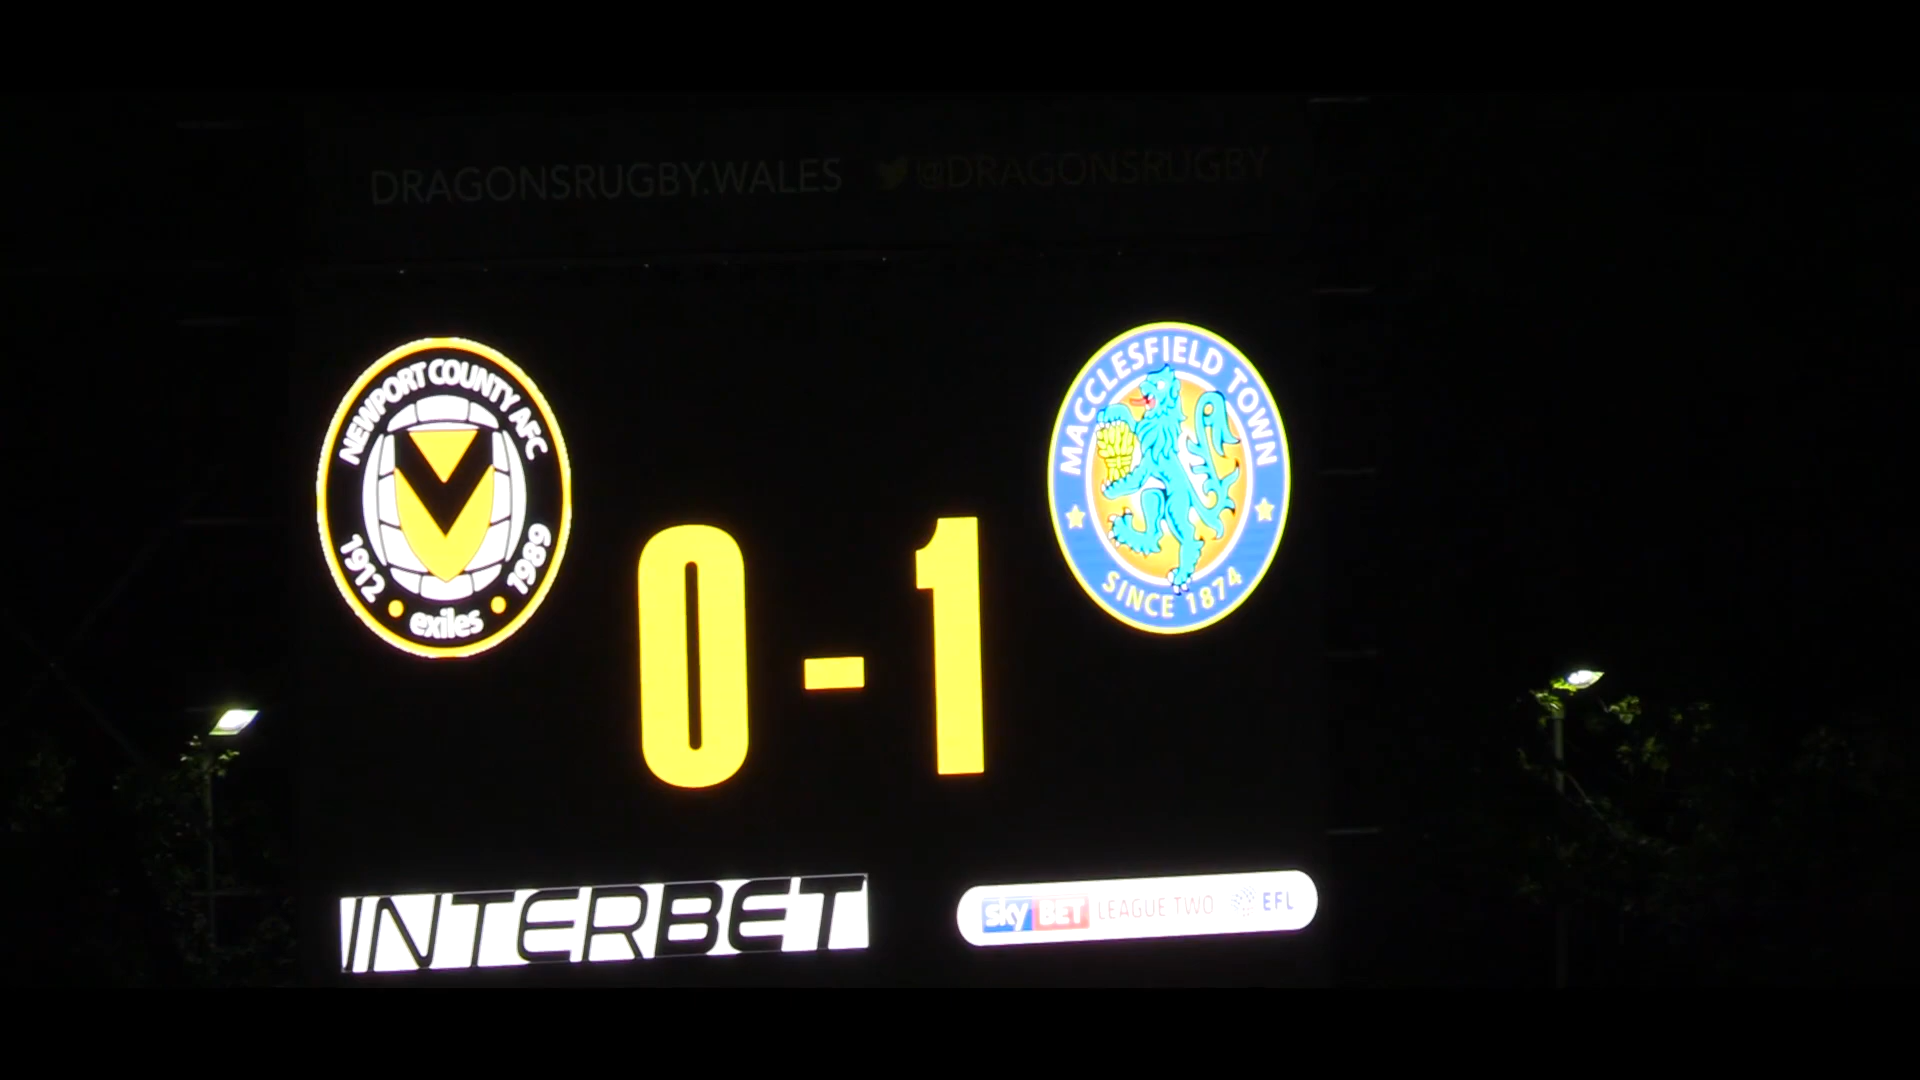 DRAGONSRUGBY.WALES @DRAGONSRUGBY
NEWPORT COUNTY AFC
1912 exiles 1989
MACCLESFIELD TOWN
SINCE 1874
0 - 1
INTERBET
sky BET LEAGUE TWO EFL